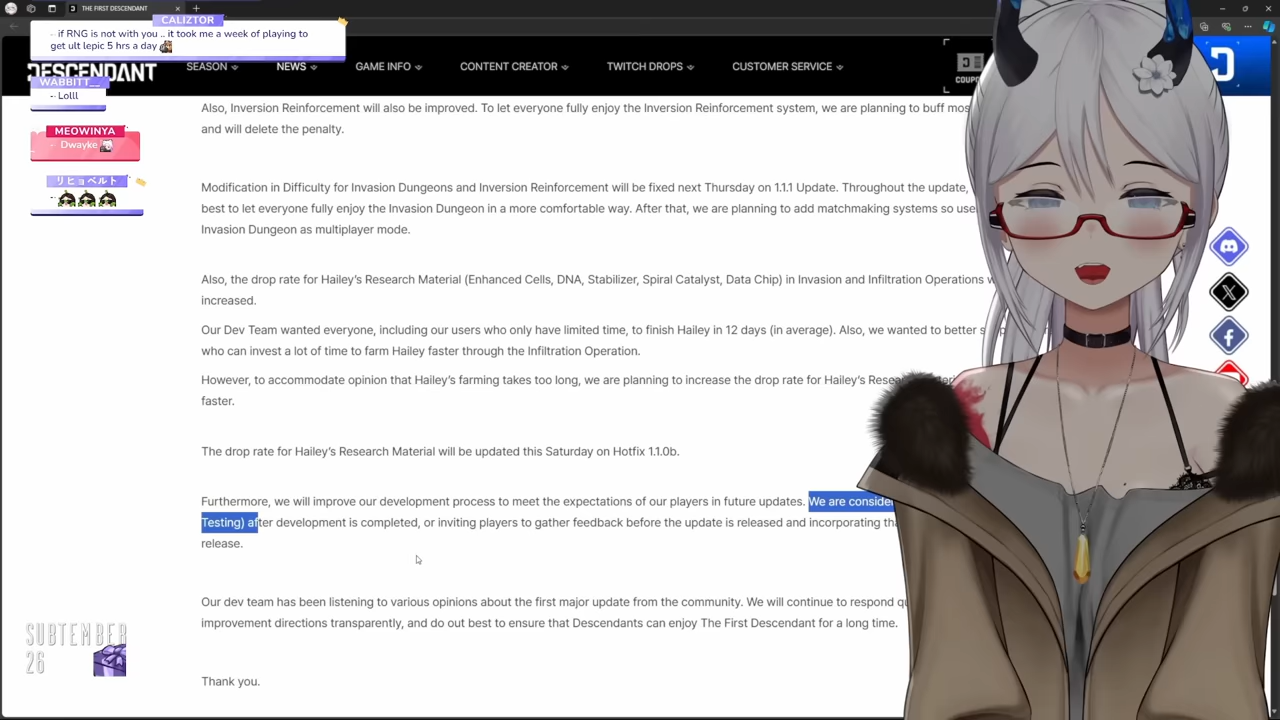 THE FIRST DESCENDANT
CALIZTOR
if RNG is not with you .. it took me a week of playing to
get ult lepic 5 hrs a day
WABBITT__
Lolll
MEOWINYA
Dwayke
リヒョベルト
DESCENDANT
SEASON
NEWS
GAME INFO
CONTENT CREATOR
TWITCH DROPS
CUSTOMER SERVICE
COUPO
Also, Inversion Reinforcement will also be improved. To let everyone fully enjoy the Inversion Reinforcement system, we are planning to buff mos
and will delete the penalty.
Modification in Difficulty for Invasion Dungeons and Inversion Reinforcement will be fixed next Thursday on 1.1.1 Update. Throughout the update,
best to let everyone fully enjoy the Invasion Dungeon in a more comfortable way. After that, we are planning to add matchmaking systems so use
Invasion Dungeon as multiplayer mode.
Also, the drop rate for Hailey's Research Material (Enhanced Cells, DNA, Stabilizer, Spiral Catalyst, Data Chip) in Invasion and Infiltration Operations w
increased.
Our Dev Team wanted everyone, including our users who only have limited time, to finish Hailey in 12 days (in average). Also, we wanted to better s
who can invest a lot of time to farm Hailey faster through the Infiltration Operation.
However, to accommodate opinion that Hailey's farming takes too long, we are planning to increase the drop rate for Hailey's Resea
faster.
The drop rate for Hailey's Research Material will be updated this Saturday on Hotfix 1.1.0b.
Furthermore, we will improve our development process to meet the expectations of our players in future updates. We are conside
Testing) after development is completed, or inviting players to gather feedback before the update is released and incorporating tha
release.
Our dev team has been listening to various opinions about the first major update from the community. We will continue to respond qu
improvement directions transparently, and do out best to ensure that Descendants can enjoy The First Descendant for a long time.
Thank you.
SUBTEMBER
26